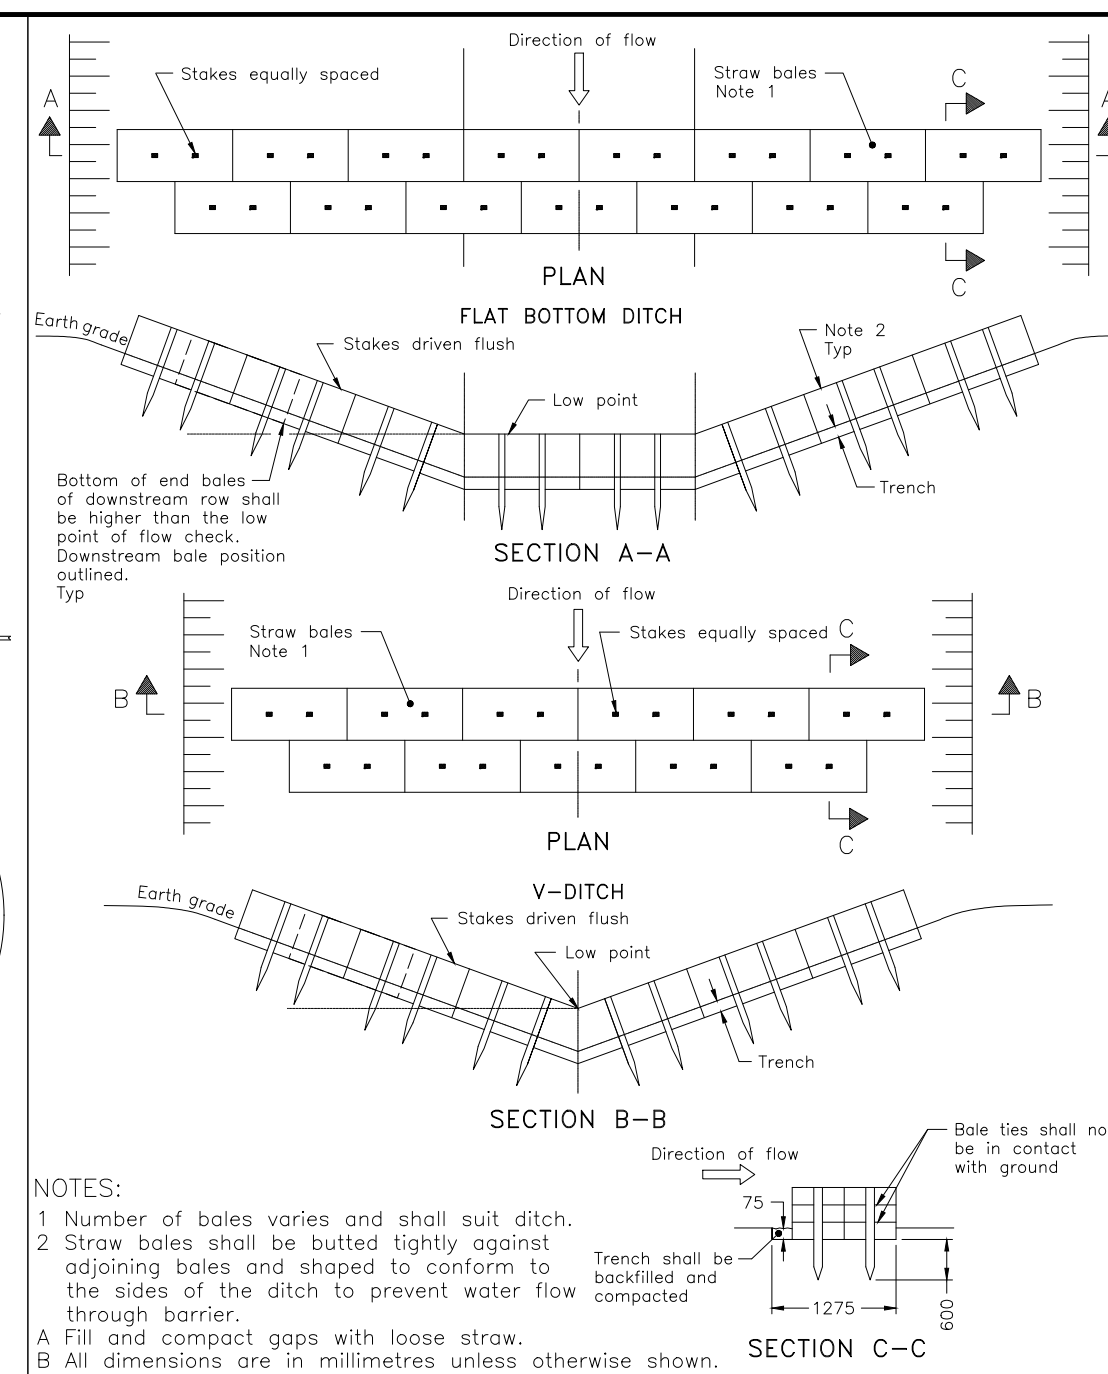 Direction of flow
Stakes equally spaced
Straw bales
Note 1
C
A
A
C
PLAN
FLAT BOTTOM DITCH
Earth grade
Stakes driven flush
Note 2
Typ
Low point
Bottom of end bales
of downstream row shall
be higher than the low
point of flow check.
Downstream bale position
outlined.
Typ
Trench
SECTION A-A
Direction of flow
Straw bales
Note 1
Stakes equally spaced
C
B
B
C
PLAN
V-DITCH
Earth grade
Stakes driven flush
Low point
Trench
SECTION B-B
Direction of flow
Bale ties shall no
be in contact
with ground
75
Trench shall be
backfilled and
compacted
1275
600
SECTION C-C
NOTES:
1 Number of bales varies and shall suit ditch.
2 Straw bales shall be butted tightly against
adjoining bales and shaped to conform to
the sides of the ditch to prevent water flow
through barrier.
A Fill and compact gaps with loose straw.
B All dimensions are in millimetres unless otherwise shown.